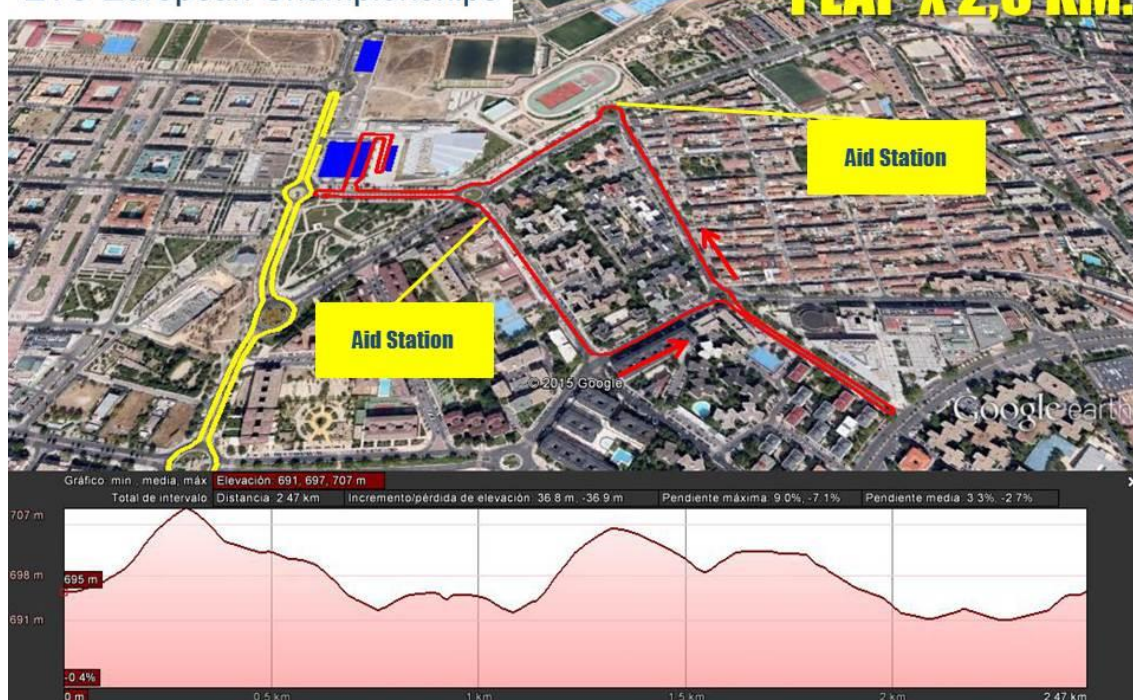 European Championships
LAP X KM.
Aid Station
Aid Station
© 2015 Google
Google earth
Gráfico: min., media, máx. Elevación: 691, 697, 707 m
Total de intervalo: Distancia: 2.47 km Incremento/pérdida de elevación: 36.8 m, -36.9 m Pendiente máxima: 9.0%, -7.1% Pendiente media: 3.3%, -2.7%
707 m
698 m
695 m
691 m
-0.4%
0 m 0.5 km 1 km 1.5 km 2 km 2.47 km